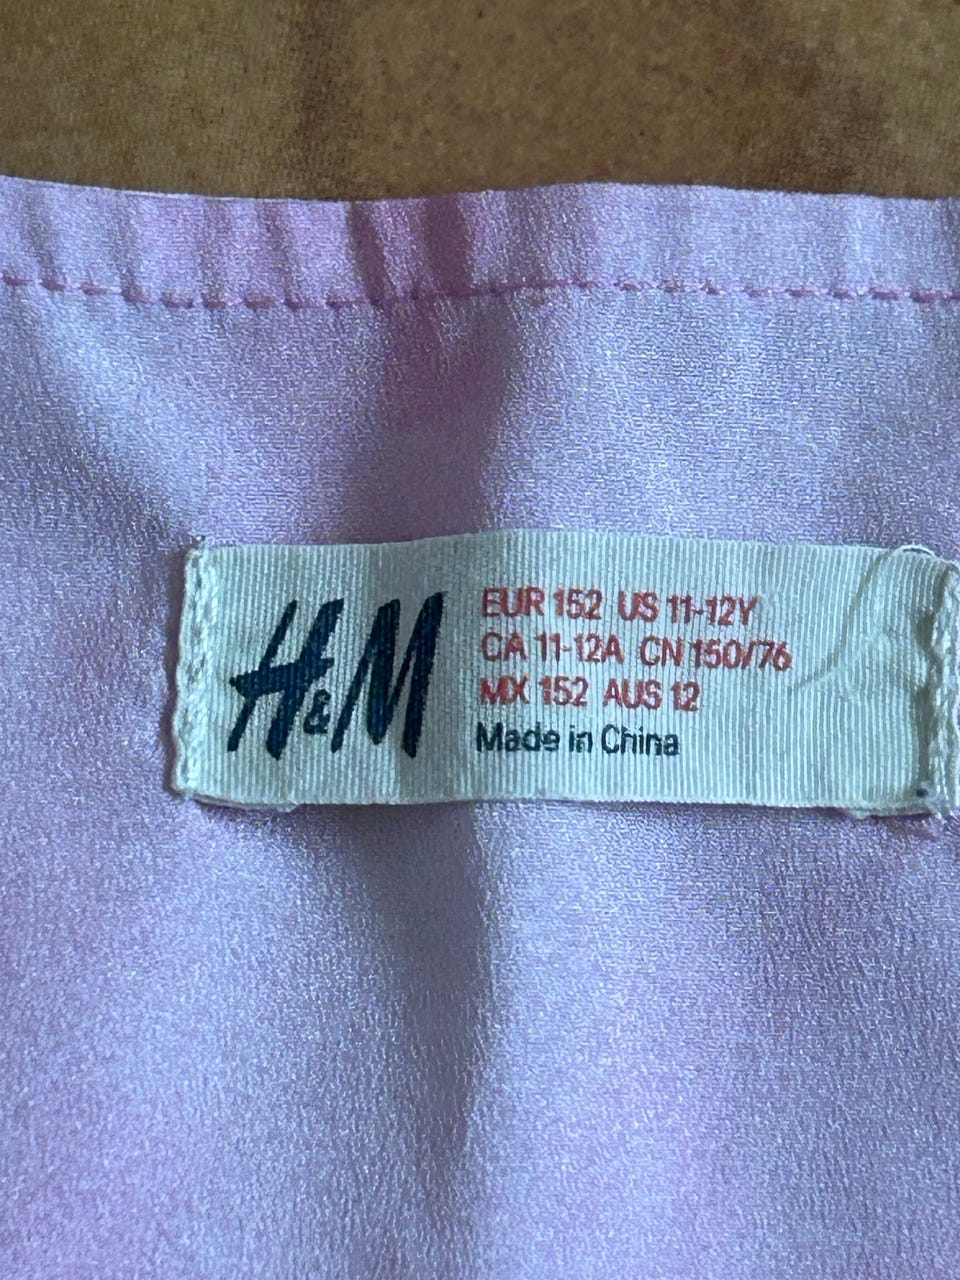 H&M
EUR 152 US 11-12Y
CA 11-12A CN 150/76
MX 152 AUS 12
Made in China